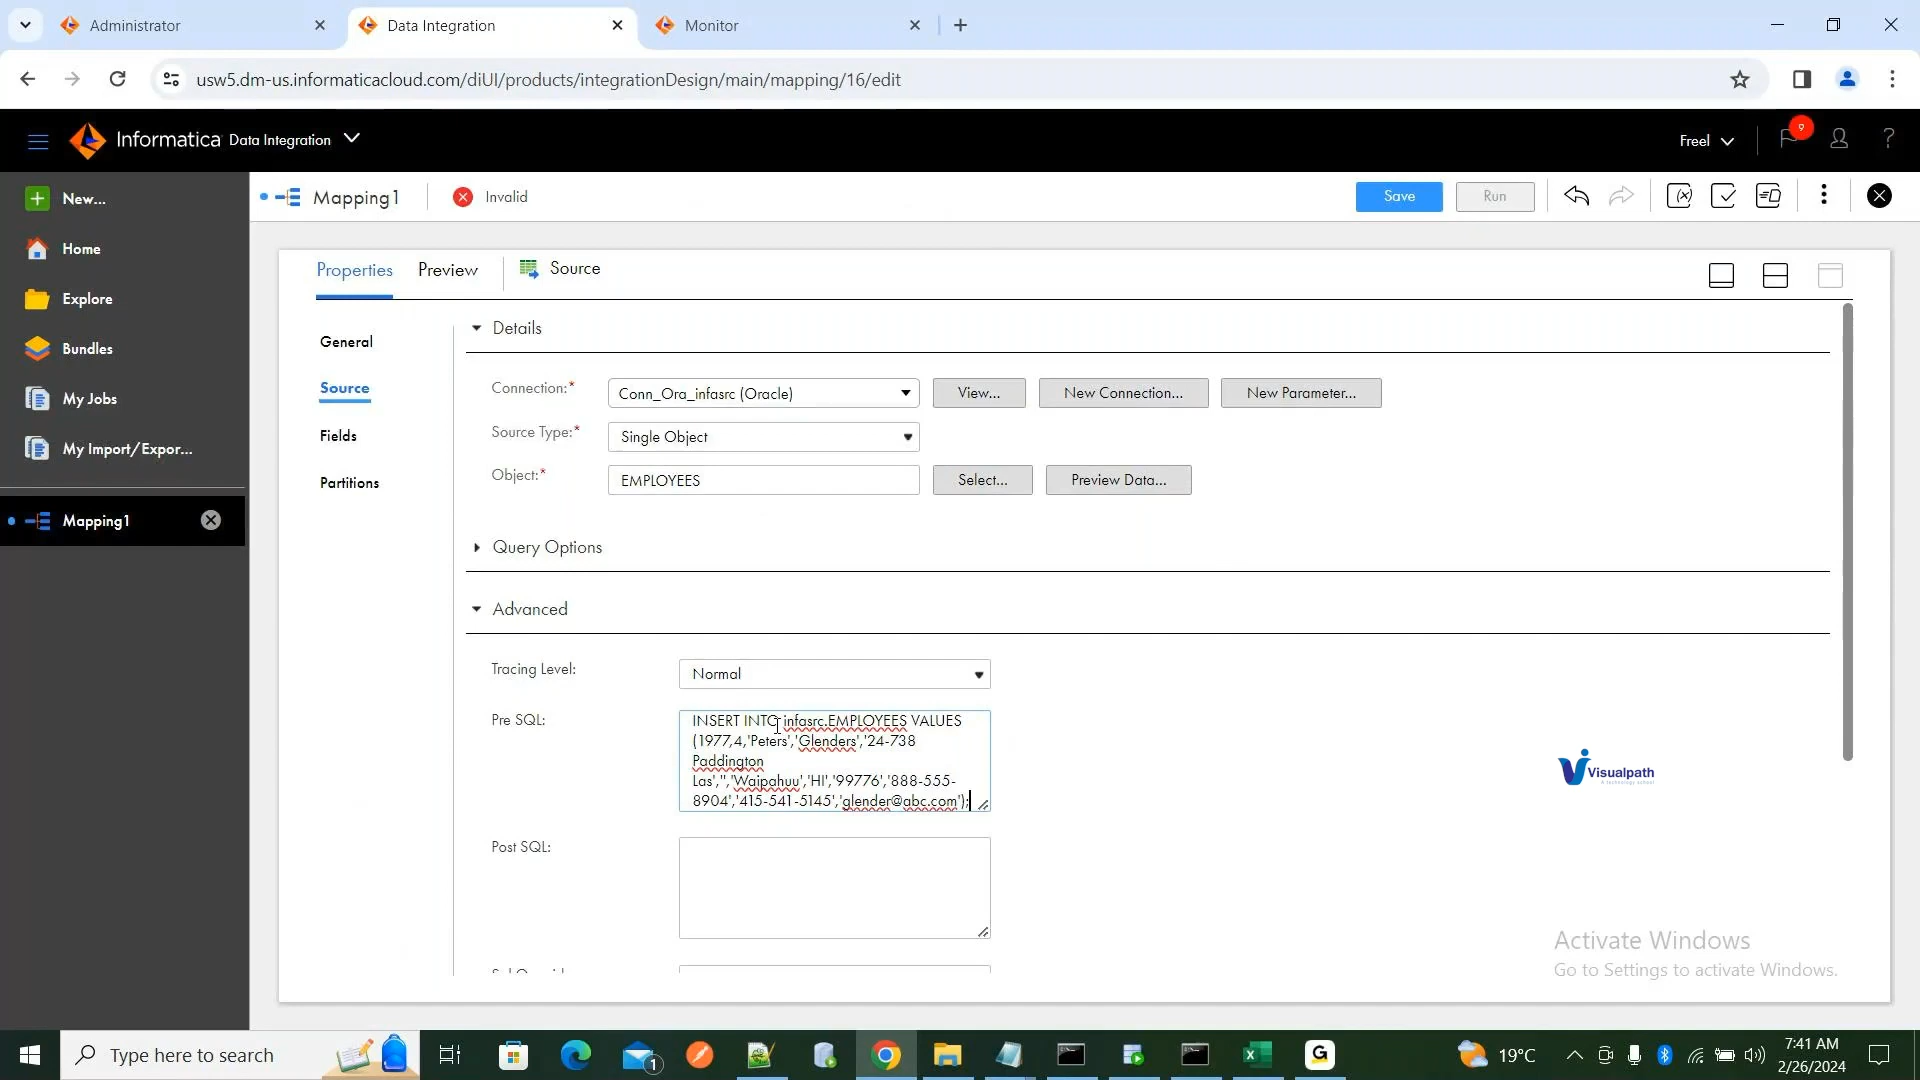 Administrator
Data Integration
Monitor
usw5.dm-us.informaticacloud.com/diUI/products/integrationDesign/main/mapping/16/edit
Informatica Data Integration
Freel
9
?
New...
Home
Explore
Bundles
My Jobs
My Import/Expor...
Mapping1
Mapping1
Invalid
Save
Run
Properties
Preview
Source
General
Source
Fields
Partitions
Details
Connection:*
Conn_Ora_infasrc (Oracle)
View...
New Connection...
New Parameter...
Source Type:*
Single Object
Object:*
EMPLOYEES
Select...
Preview Data...
Query Options
Advanced
Tracing Level:
Normal
Pre SQL:
INSERT INTO infasrc.EMPLOYEES VALUES
(1977,4,'Peters','Glenders','24-738
Paddington
Las','','Waipahuu','HI','99776','888-555-
8904','415-541-5145','glender@abc.com');
Post SQL:
Visualpath
Activate Windows
Go to Settings to activate Windows.
Type here to search
1
G
19°C
7:41 AM
2/26/2024